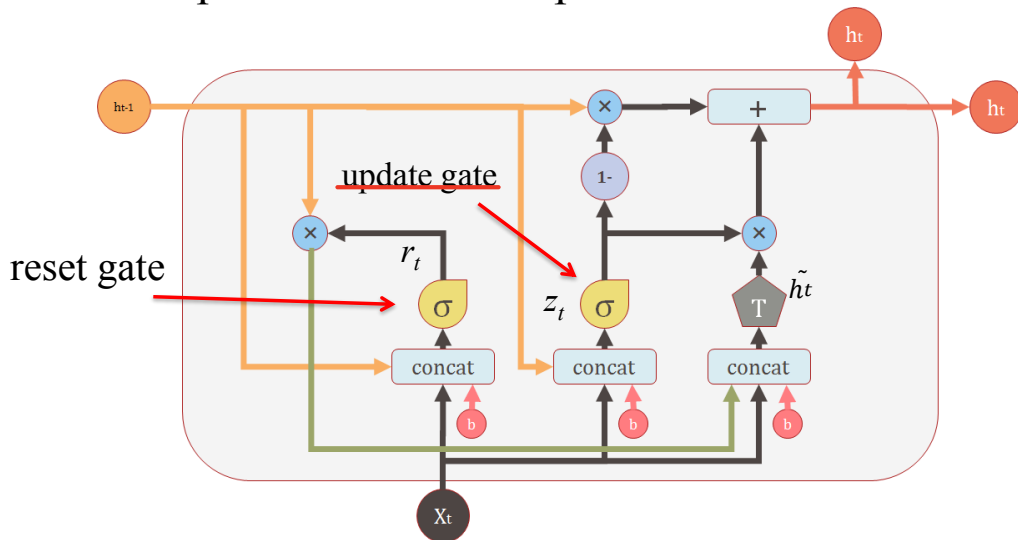 ht
ht-1
×
+
ht
1-
update gate
×
×
reset gate
rt
σ
zt
σ
T
h̃t
concat
concat
concat
b
b
b
Xt